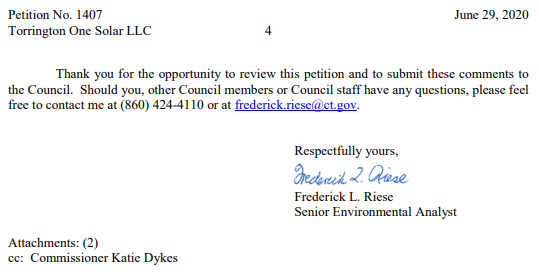 Petition No. 1407 June 29, 2020
Torrington One Solar LLC 4
Thank you for the opportunity to review this petition and to submit these comments to
the Council. Should you, other Council members or Council staff have any questions, please feel
free to contact me at (860) 424-4110 or at frederick.riese@ct.gov.
Respectfully yours,
Frederick L. Riese
Frederick L. Riese
Senior Environmental Analyst
Attachments: (2)
cc: Commissioner Katie Dykes